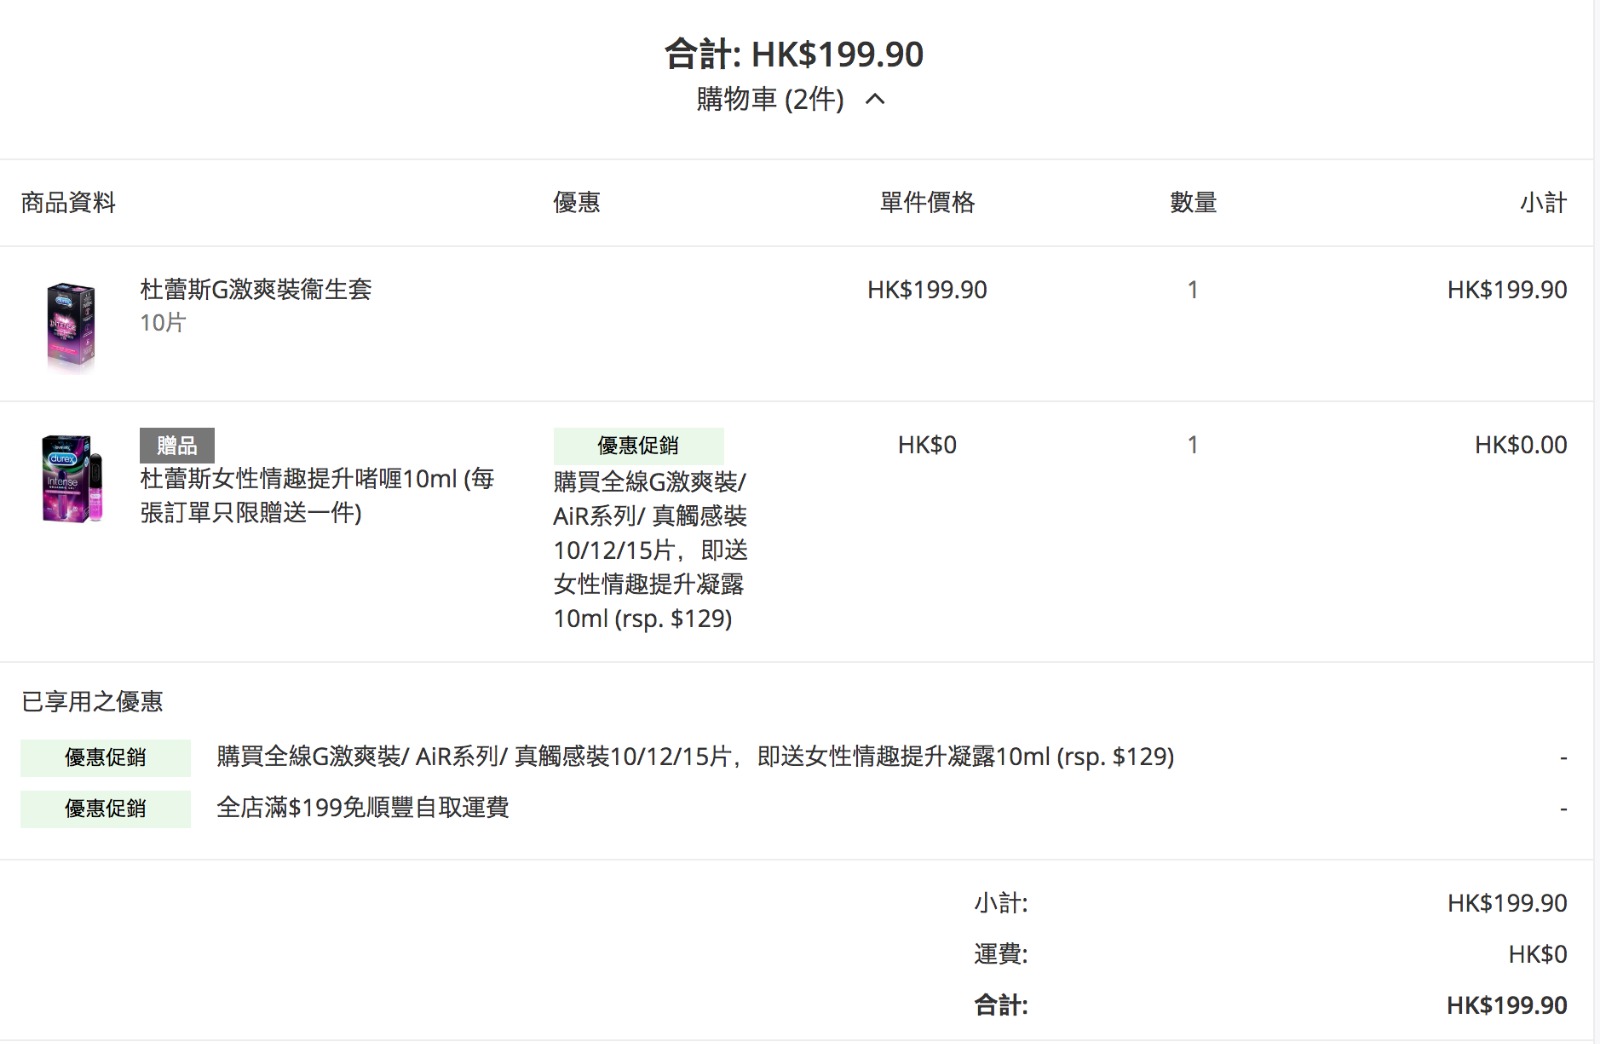 合計: HK$199.90
購物車 (2件)
商品資料 優惠 單件價格 數量 小計
杜蕾斯G激爽裝衞生套 HK$199.90 1 HK$199.90
10片
durex
贈品 優惠促銷 HK$0 1 HK$0.00
杜蕾斯女性情趣提升啫喱10ml (每
張訂單只限贈送一件)
durex
Intense
購買全線G激爽裝/
AiR系列/ 真觸感裝
10/12/15片，即送
女性情趣提升凝露
10ml (rsp. $129)
已享用之優惠
優惠促銷 購買全線G激爽裝/ AiR系列/ 真觸感裝10/12/15片，即送女性情趣提升凝露10ml (rsp. $129) -
優惠促銷 全店滿$199免順豐自取運費 -
小計: HK$199.90
運費: HK$0
合計: HK$199.90